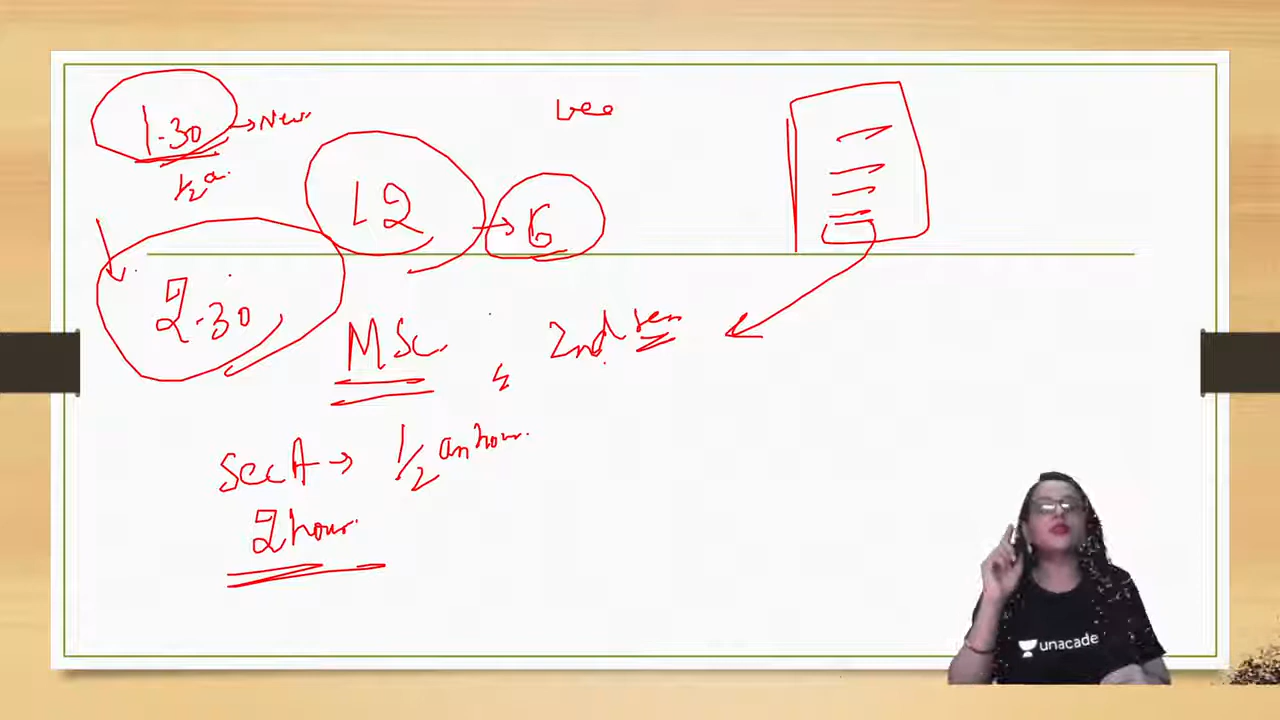 1.30 → New
1/2 a.
12 → 6
2.30
MSc. , 2nd sem
Sec A → 1/2 an hour.
2 hour.
unacade